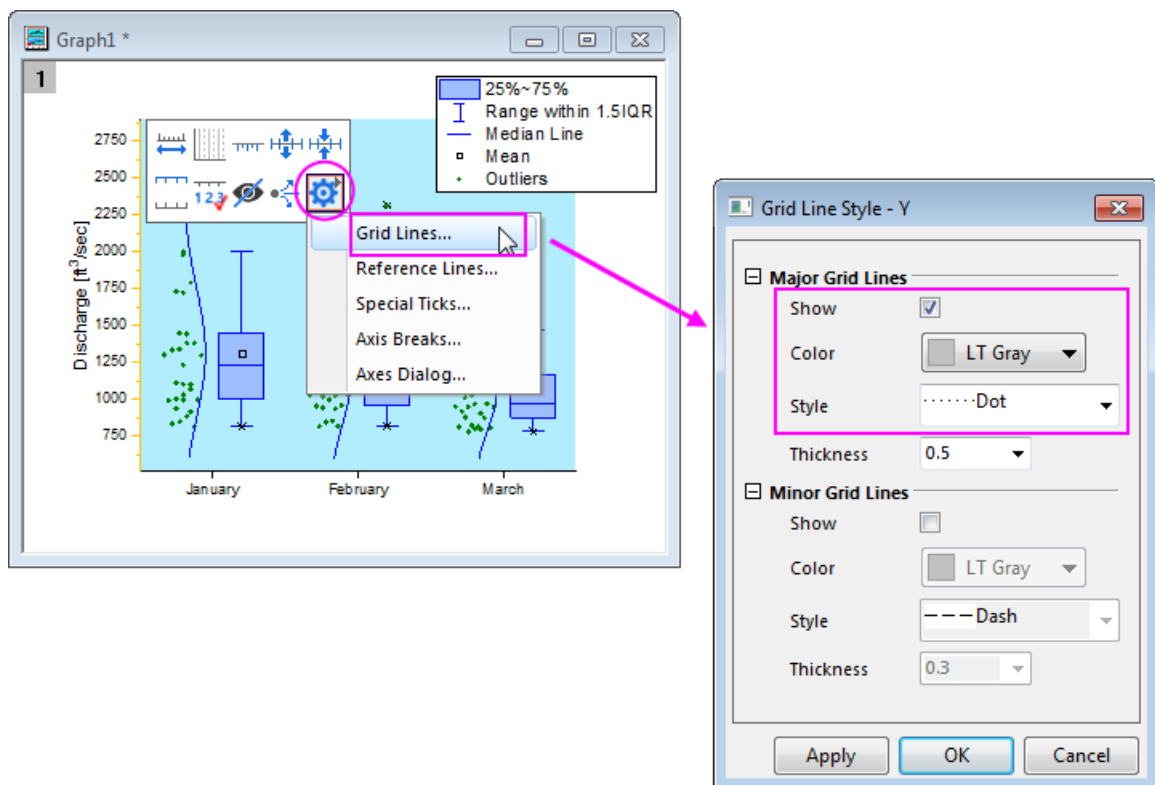 Graph1 *
1
25%~75%
Range within 1.5IQR
Median Line
Mean
Outliers
2750
2500
2250
2000
1750
1500
1250
1000
750
Discharge [ft³/sec]
123
Grid Lines...
Reference Lines...
Special Ticks...
Axis Breaks...
Axes Dialog...
January
February
March
Grid Line Style - Y
Major Grid Lines
Show
Color LT Gray
Style Dot
Thickness 0.5
Minor Grid Lines
Show
Color LT Gray
Style Dash
Thickness 0.3
Apply OK Cancel